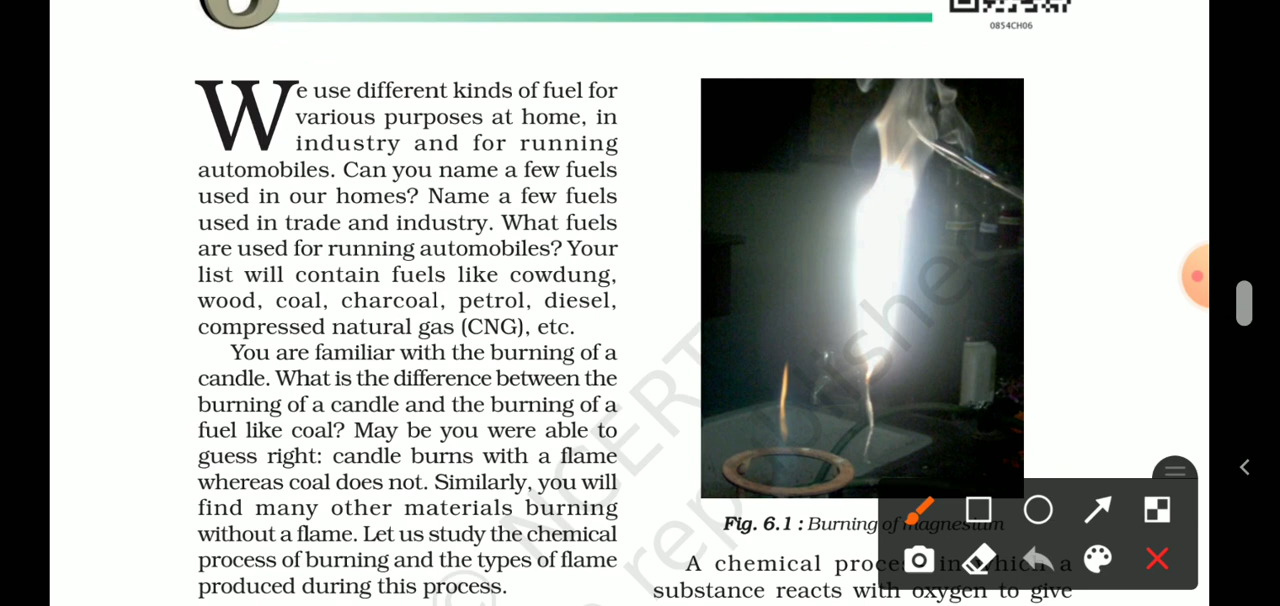 6
0854CH06
We use different kinds of fuel for
various purposes at home, in
industry and for running
automobiles. Can you name a few fuels
used in our homes? Name a few fuels
used in trade and industry. What fuels
are used for running automobiles? Your
list will contain fuels like cowdung,
wood, coal, charcoal, petrol, diesel,
compressed natural gas (CNG), etc.
You are familiar with the burning of a
candle. What is the difference between the
burning of a candle and the burning of a
fuel like coal? May be you were able to
guess right: candle burns with a flame
whereas coal does not. Similarly, you will
find many other materials burning
without a flame. Let us study the chemical
process of burning and the types of flame
produced during this process.
Fig. 6.1 : Burning of magnesium
A chemical process in which a
substance reacts with oxygen to give
© NCERT